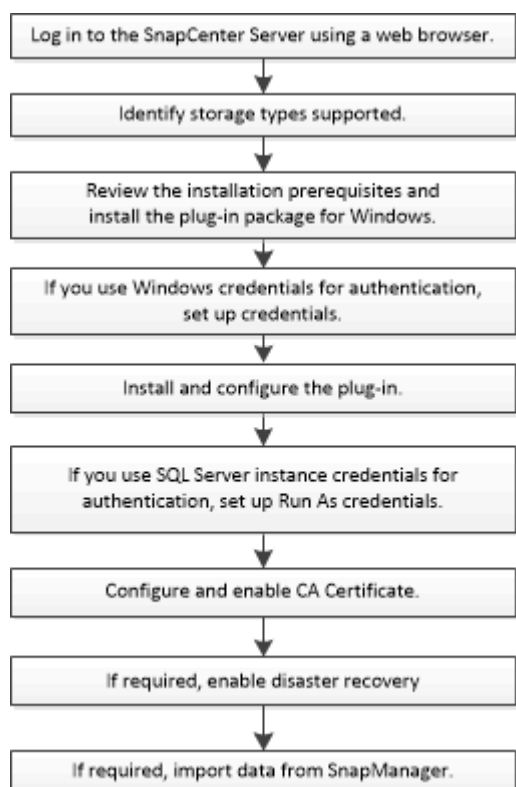 Log in to the SnapCenter Server using a web browser.
Identify storage types supported.
Review the installation prerequisites and
install the plug-in package for Windows.
If you use Windows credentials for authentication,
set up credentials.
Install and configure the plug-in.
If you use SQL Server instance credentials for
authentication, set up Run As credentials.
Configure and enable CA Certificate.
If required, enable disaster recovery
If required, import data from SnapManager.